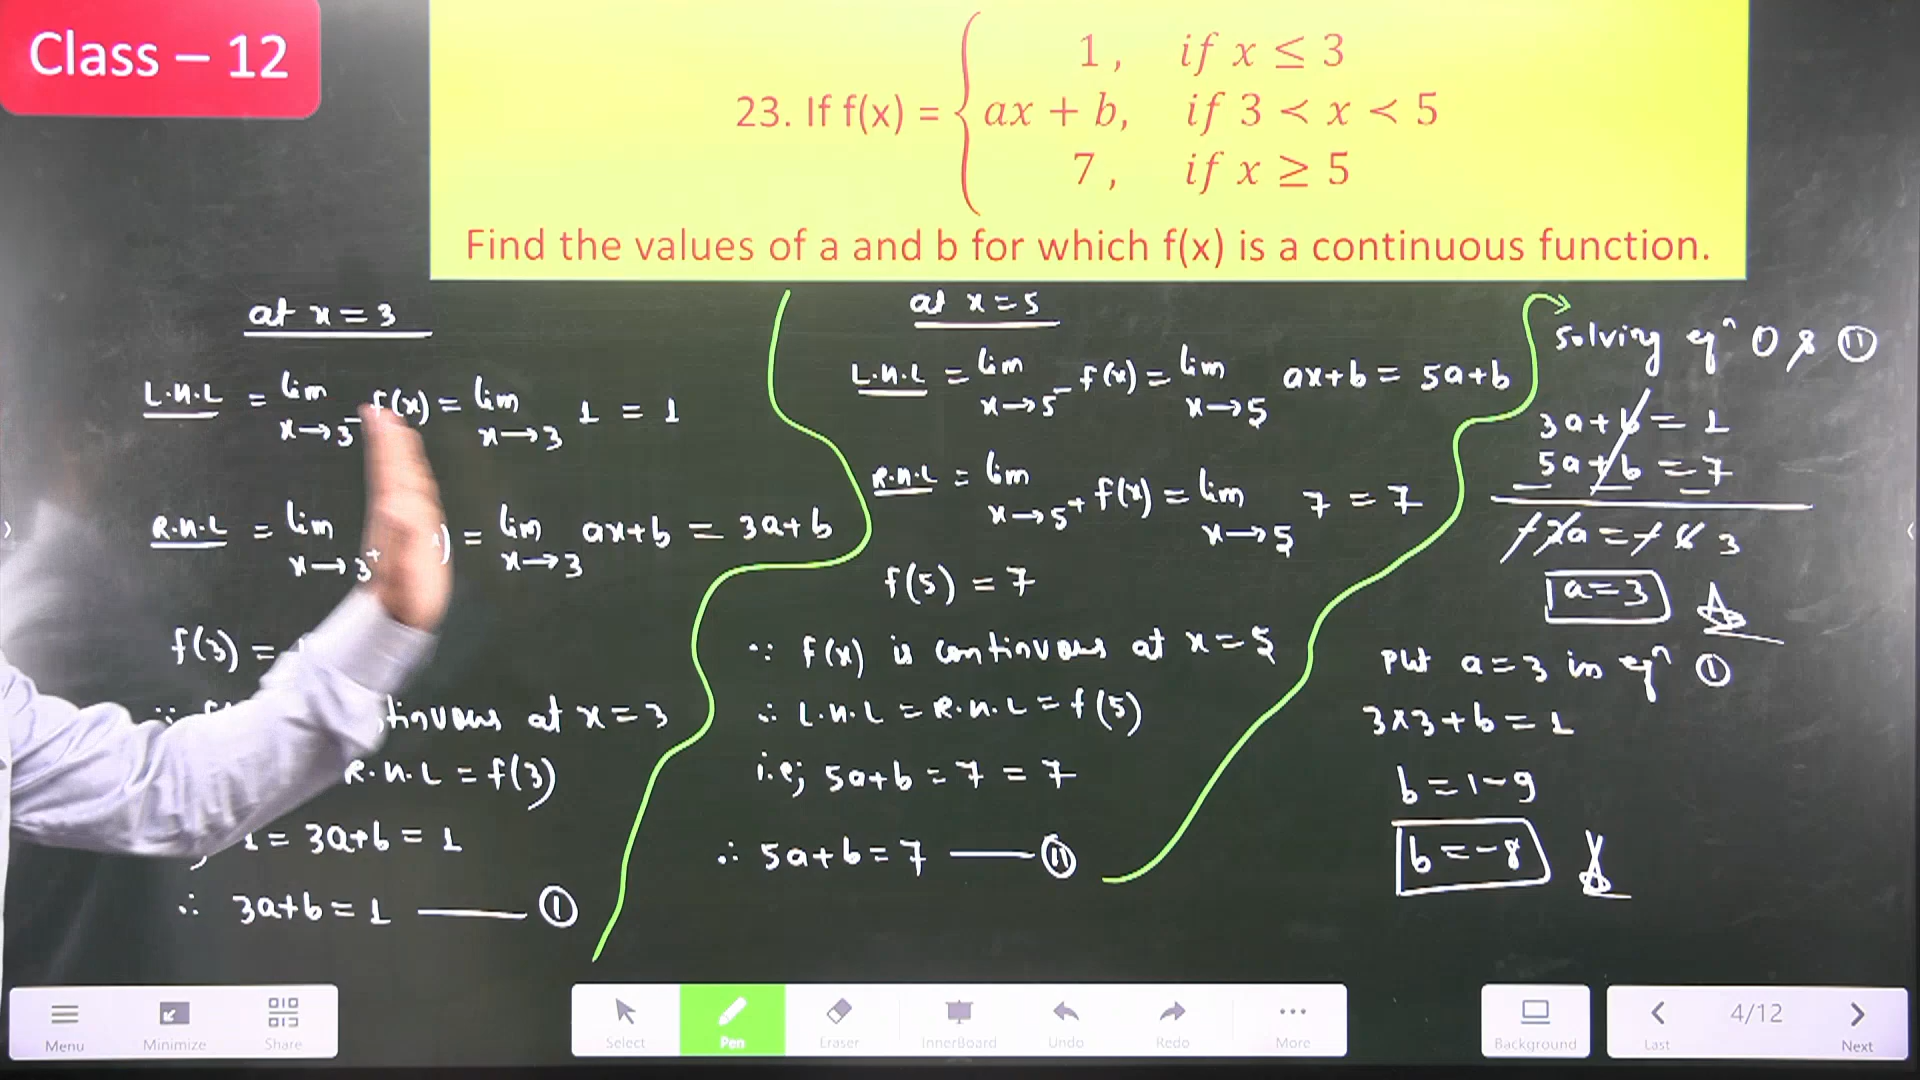 Class – 12
1 , if x ≤ 3
23. If f(x) = { ax + b, if 3 < x < 5
7 , if x ≥ 5
Find the values of a and b for which f(x) is a continuous function.
at x = 3
L.H.L = lim x→3⁻ f(x) = lim x→3 1 = 1
R.H.L = lim x→3⁺ ) = lim x→3 ax+b = 3a+b
f(3) =
∵ tinuous at x = 3
R.H.L = f(3)
1 = 3a+b = 1
∴ 3a+b = 1 —— (I)
at x = 5
L.H.L = lim x→5⁻ f(x) = lim x→5 ax+b = 5a+b
R.H.L = lim x→5⁺ f(x) = lim x→5 7 = 7
f(5) = 7
∵ f(x) is continuous at x = 5
∴ L.H.L = R.H.L = f(5)
i.e; 5a+b = 7 = 7
∴ 5a+b = 7 —— (II)
solving eqⁿ (I) & (II)
3a+b = 1
5a+b = 7
- - -
-2a = -6 3
a = 3
put a = 3 in eqⁿ (I)
3×3+b = 1
b = 1-9
b = -8
Menu
Minimize
Share
Select
Pen
Eraser
InnerBoard
Undo
Redo
More
Background
Last
4/12
Next